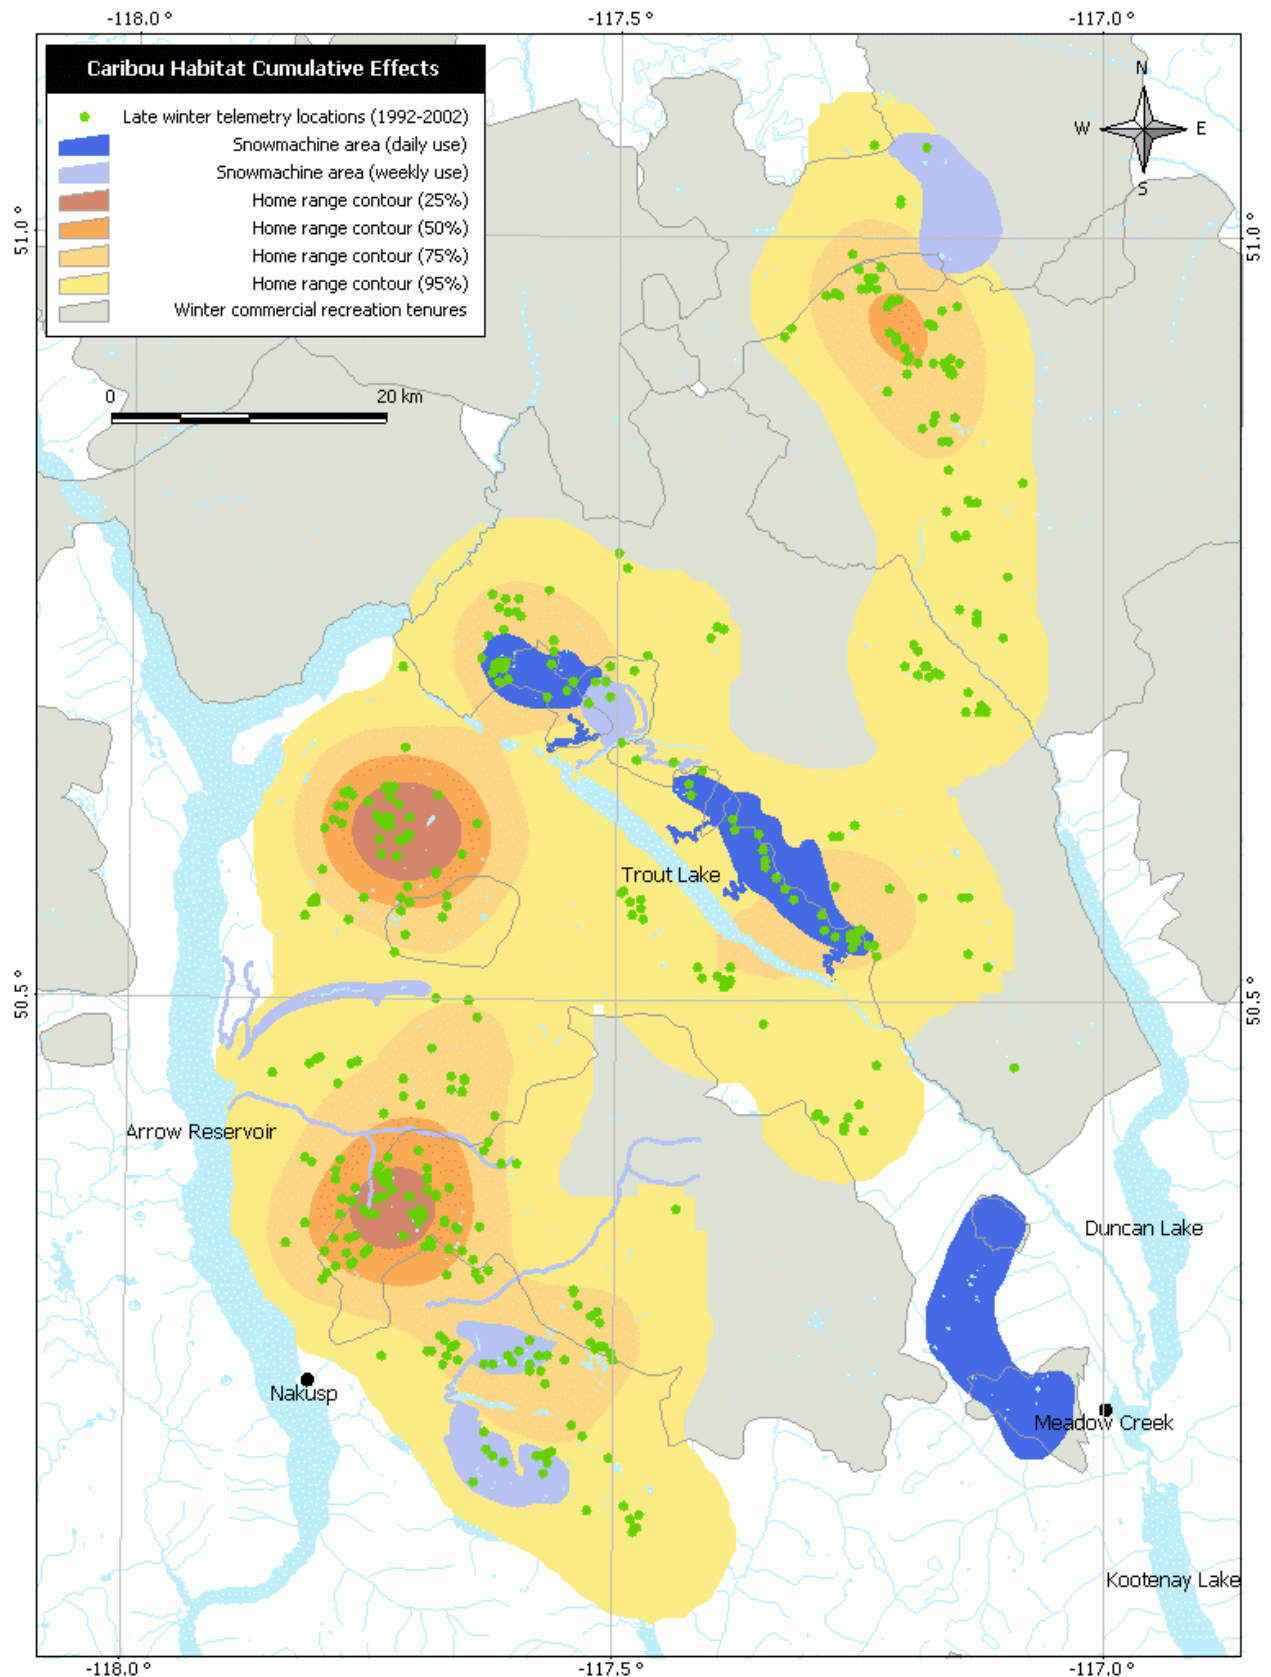 -118.0 °
-117.5 °
-117.0 °
Caribou Habitat Cumulative Effects
Late winter telemetry locations (1992-2002)
Snowmachine area (daily use)
Snowmachine area (weekly use)
Home range contour (25%)
Home range contour (50%)
Home range contour (75%)
Home range contour (95%)
Winter commercial recreation tenures
N
W
E
S
51.0 °
51.0 °
0
20 km
Trout Lake
50.5 °
50.5 °
Arrow Reservoir
Duncan Lake
Nakusp
Meadow Creek
Kootenay Lake
-118.0 °
-117.5 °
-117.0 °